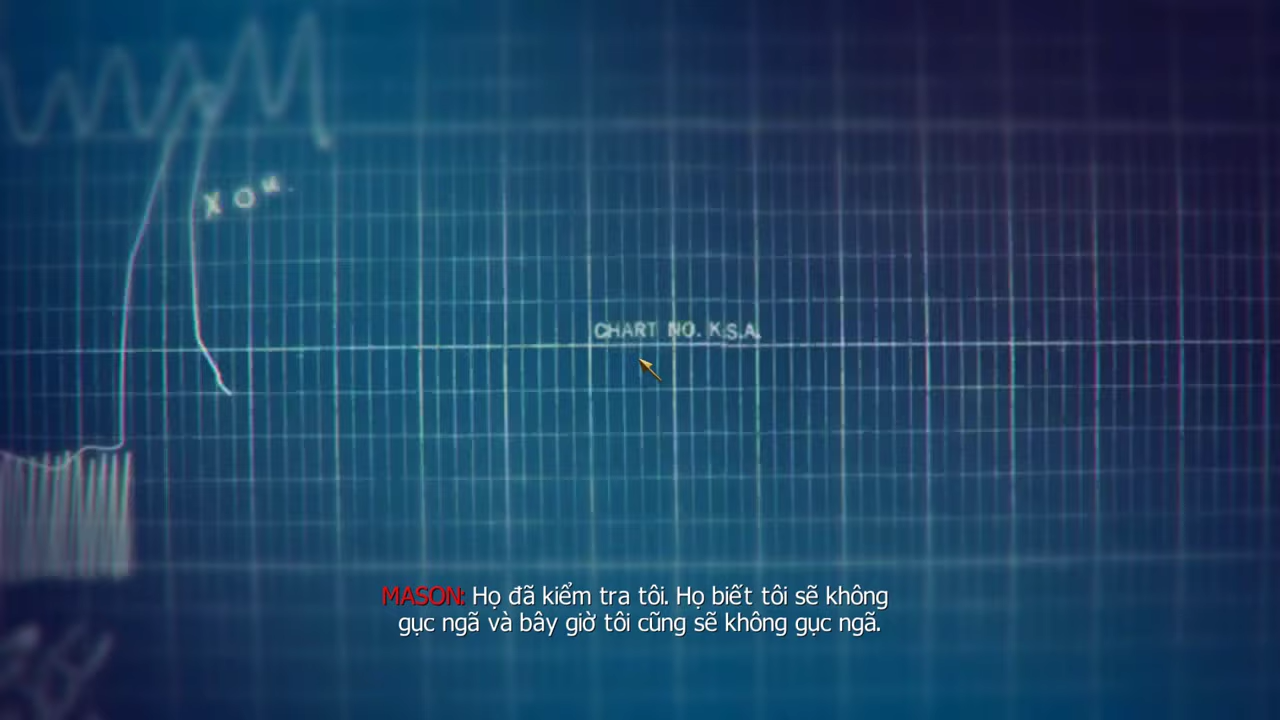 X o u.
CHART NO. K.S.A.
MASON: Họ đã kiểm tra tôi. Họ biết tôi sẽ không
gục ngã và bây giờ tôi cũng sẽ không gục ngã.